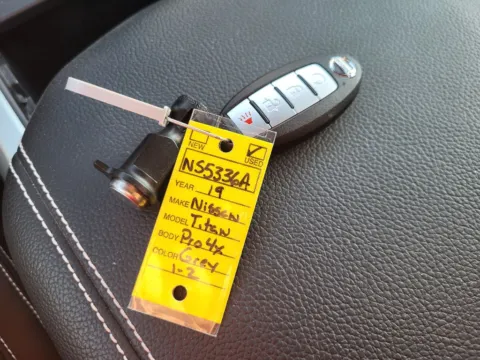 NEW USED
NS5336A
YEAR 19
MAKE Nissan
MODEL Titan
BODY Pro4x
COLOR Grey
1-2